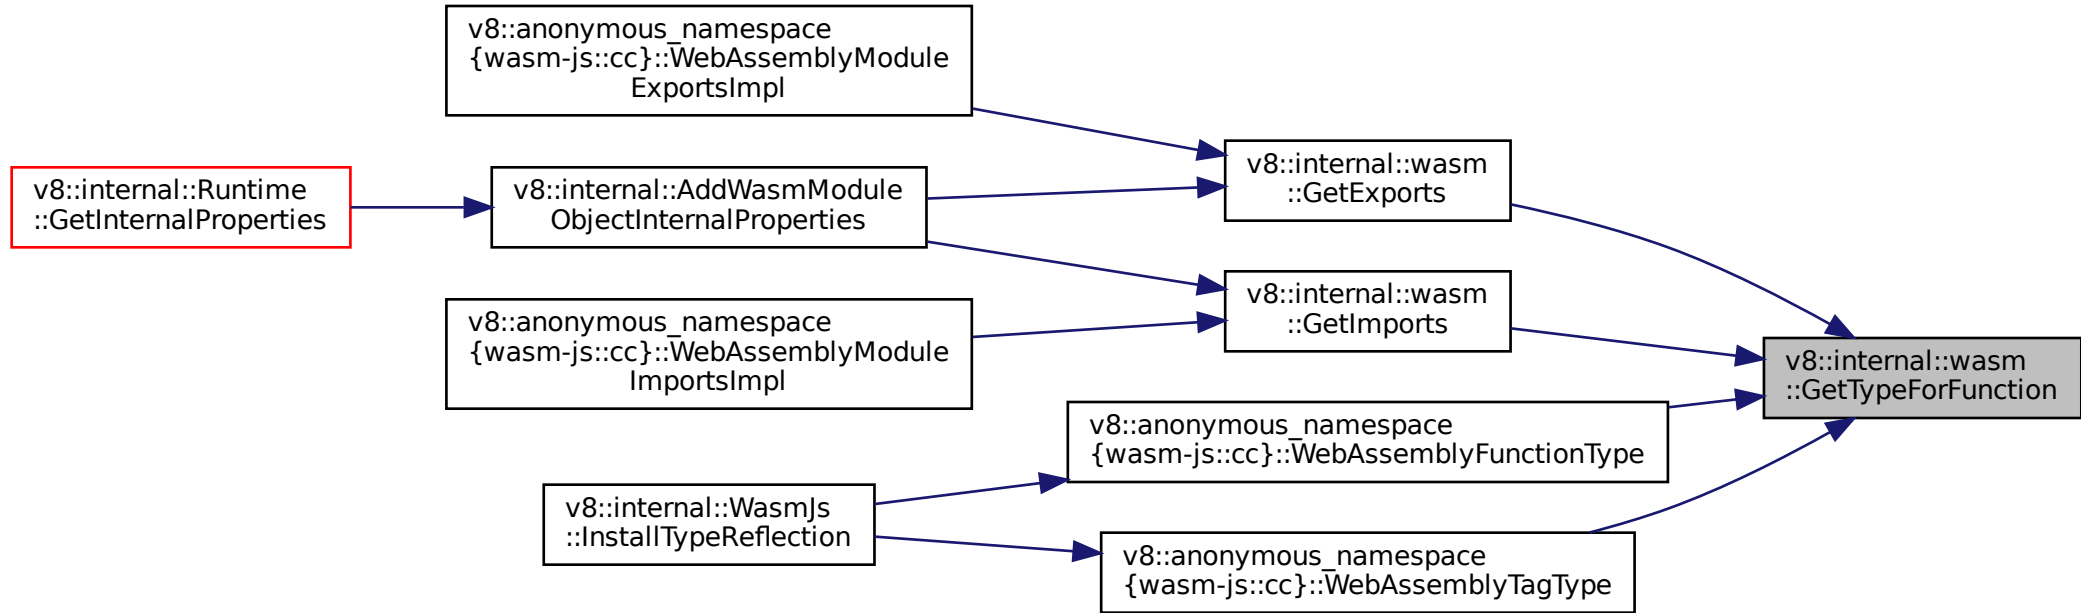 v8::anonymous_namespace
{wasm-js::cc}::WebAssemblyModule
ExportsImpl
v8::internal::Runtime
::GetInternalProperties
v8::internal::AddWasmModule
ObjectInternalProperties
v8::internal::wasm
::GetExports
v8::anonymous_namespace
{wasm-js::cc}::WebAssemblyModule
ImportsImpl
v8::internal::wasm
::GetImports
v8::internal::wasm
::GetTypeForFunction
v8::anonymous_namespace
{wasm-js::cc}::WebAssemblyFunctionType
v8::internal::WasmJs
::InstallTypeReflection
v8::anonymous_namespace
{wasm-js::cc}::WebAssemblyTagType